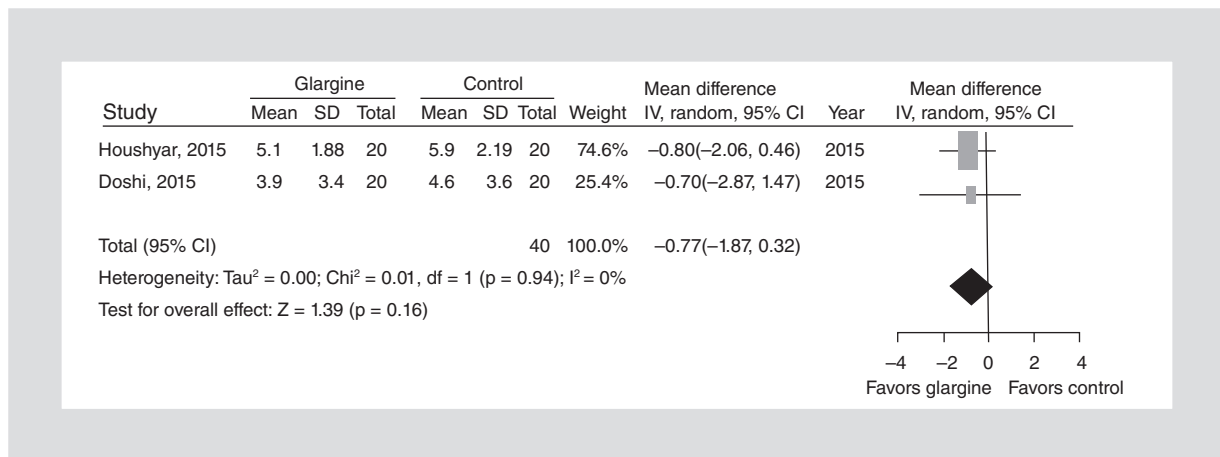 Glargine Control Mean difference Mean difference
Study Mean SD Total Mean SD Total Weight IV, random, 95% CI Year IV, random, 95% CI
Houshyar, 2015 5.1 1.88 20 5.9 2.19 20 74.6% –0.80(–2.06, 0.46) 2015
Doshi, 2015 3.9 3.4 20 4.6 3.6 20 25.4% –0.70(–2.87, 1.47) 2015
Total (95% CI) 40 100.0% –0.77(–1.87, 0.32)
Heterogeneity: Tau² = 0.00; Chi² = 0.01, df = 1 (p = 0.94); I² = 0%
Test for overall effect: Z = 1.39 (p = 0.16)
–4 –2 0 2 4
Favors glargine Favors control